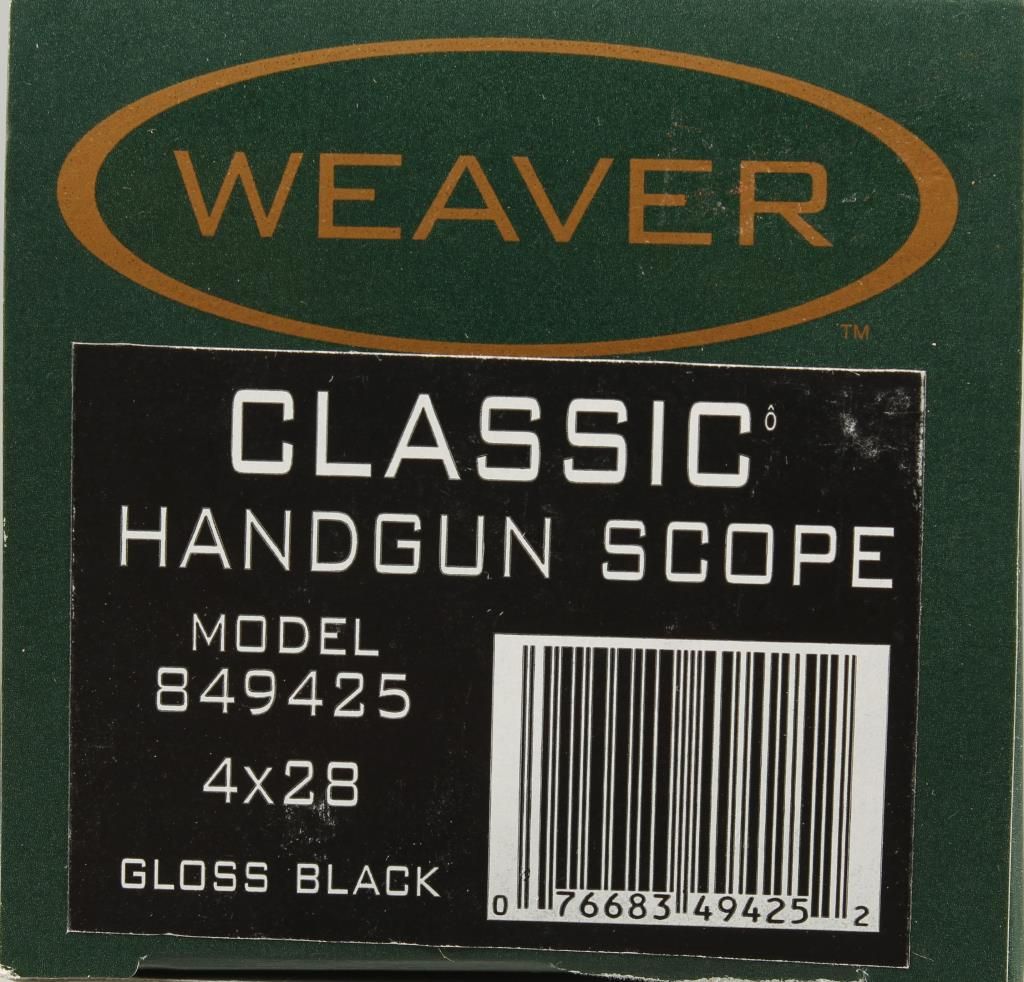 WEAVER
TM
CLASSIC Ô
HANDGUN SCOPE
MODEL
849425
4x28
GLOSS BLACK
0 76683 49425 2